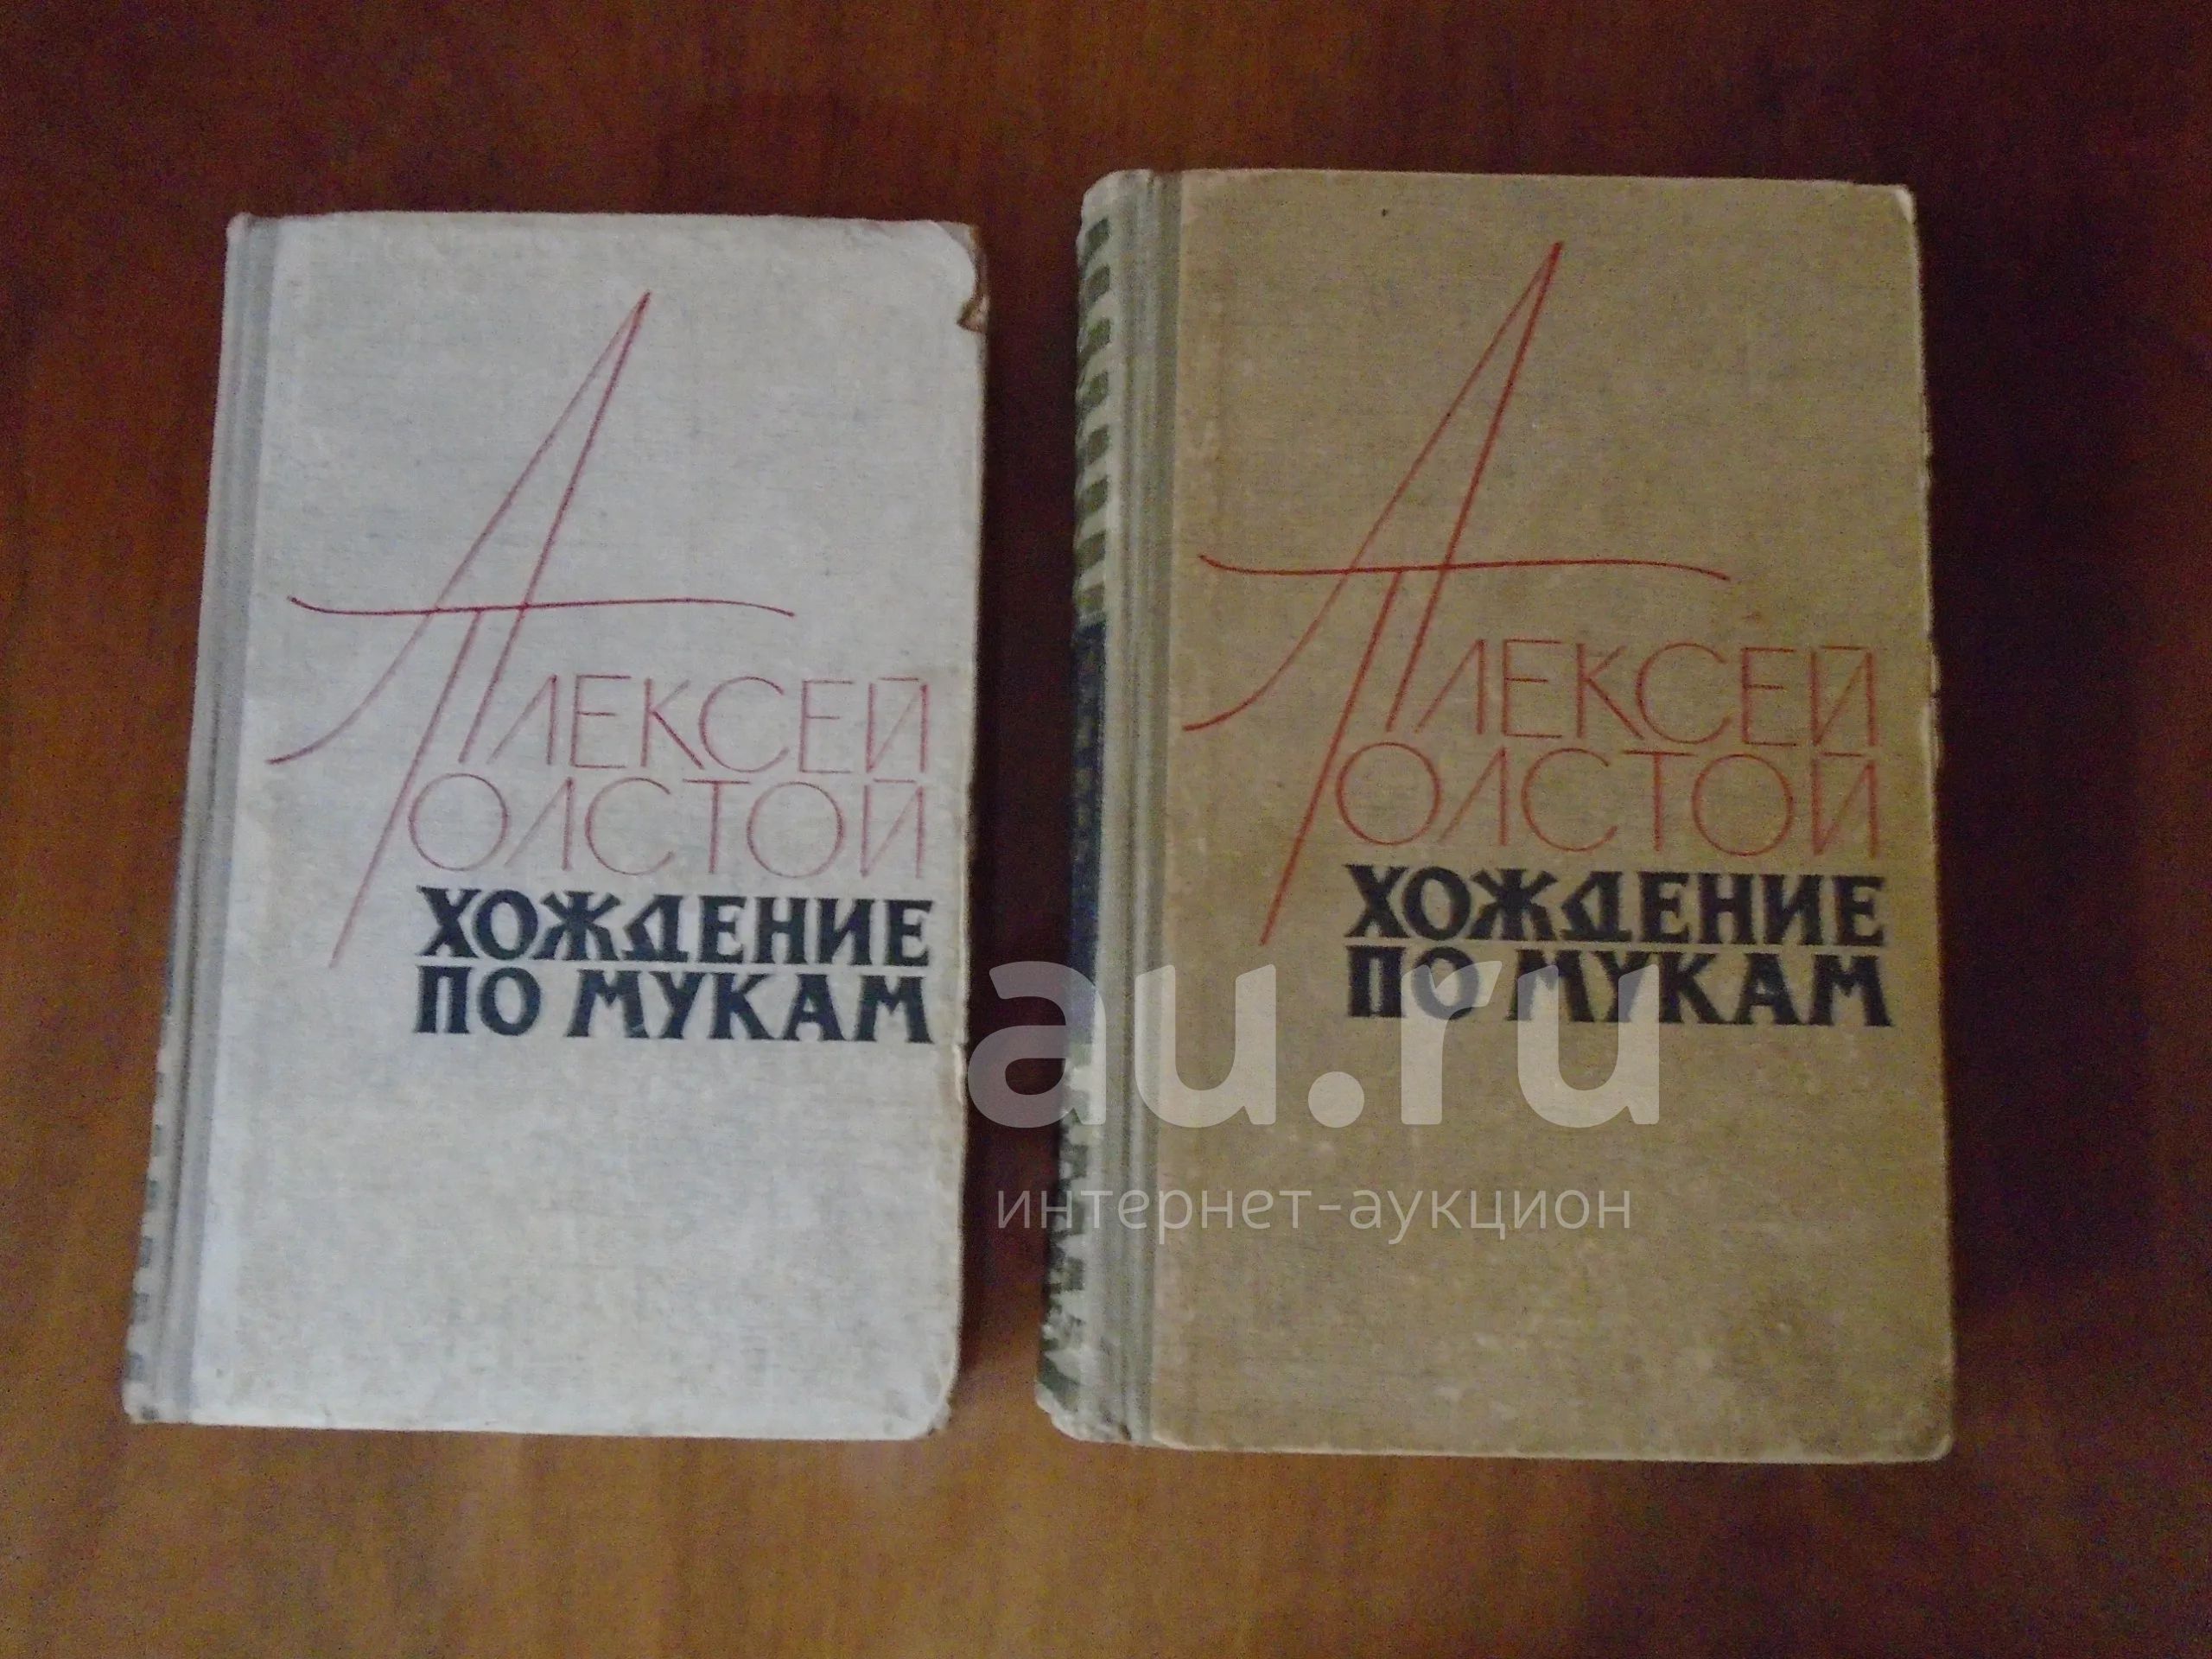 АЛЕКСЕЙ
ТОЛСТОЙ
ХОЖДЕНИЕ
ПО МУКАМ
АЛЕКСЕЙ
ТОЛСТОЙ
ХОЖДЕНИЕ
ПО МУКАМ
au.ru
интернет-аукцион